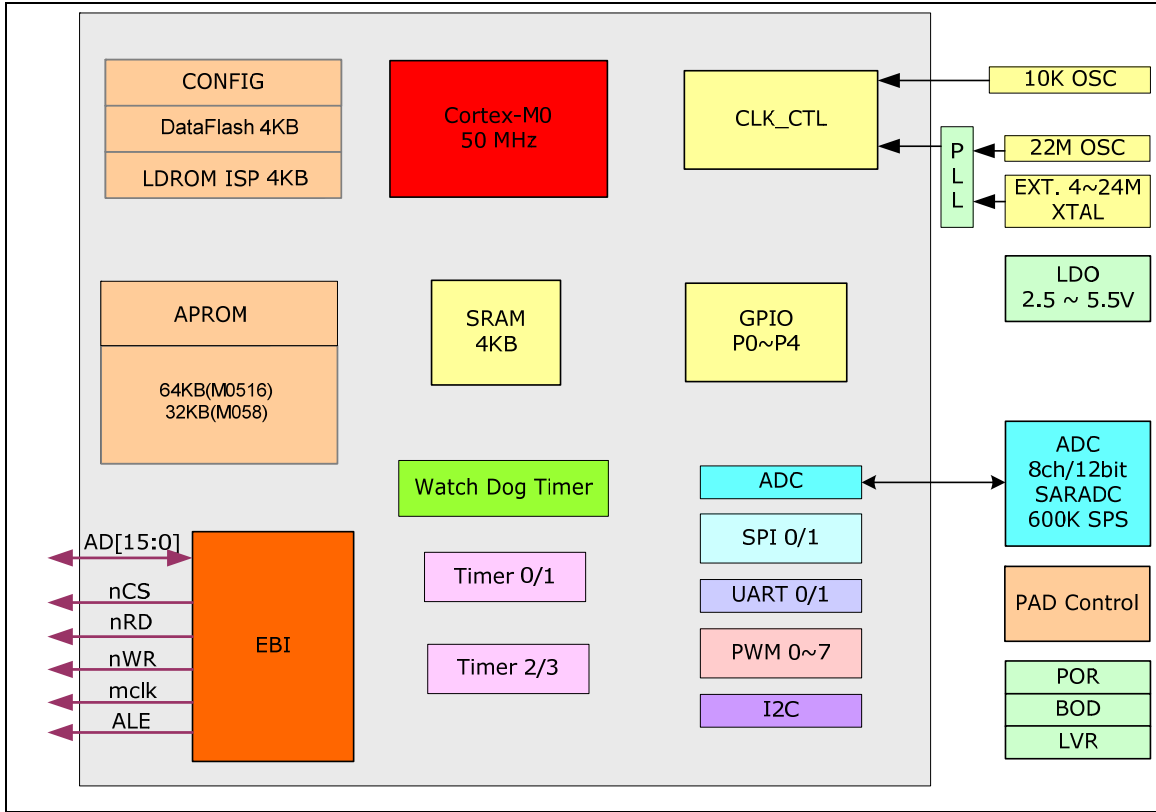 CONFIG
DataFlash 4KB
LDROM ISP 4KB
Cortex-M0
50 MHz
CLK_CTL
10K OSC
PLL
22M OSC
EXT. 4~24M
XTAL
LDO
2.5 ~ 5.5V
APROM
64KB(M0516)
32KB(M058)
SRAM
4KB
GPIO
P0~P4
Watch Dog Timer
Timer 0/1
Timer 2/3
ADC
SPI 0/1
UART 0/1
PWM 0~7
I2C
ADC
8ch/12bit
SARADC
600K SPS
PAD Control
POR
BOD
LVR
AD[15:0]
nCS
nRD
nWR
mclk
ALE
EBI